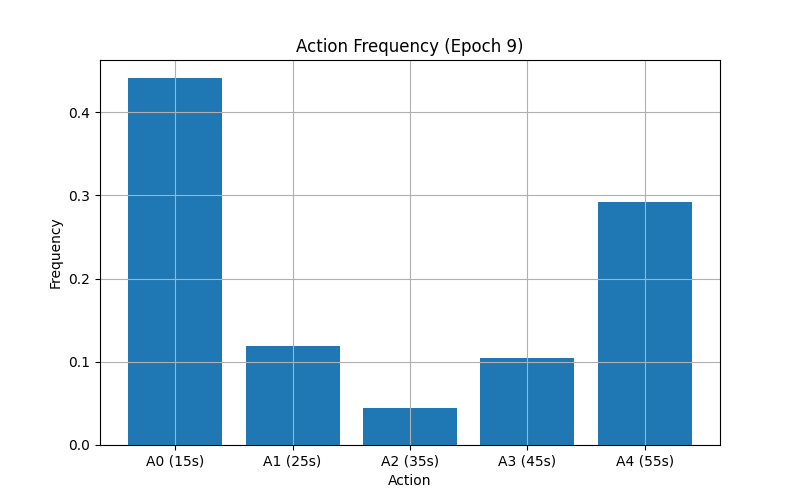 Action Frequency (Epoch 9)
Frequency
0.4
0.3
0.2
0.1
0.0
A0 (15s) A1 (25s) A2 (35s) A3 (45s) A4 (55s)
Action